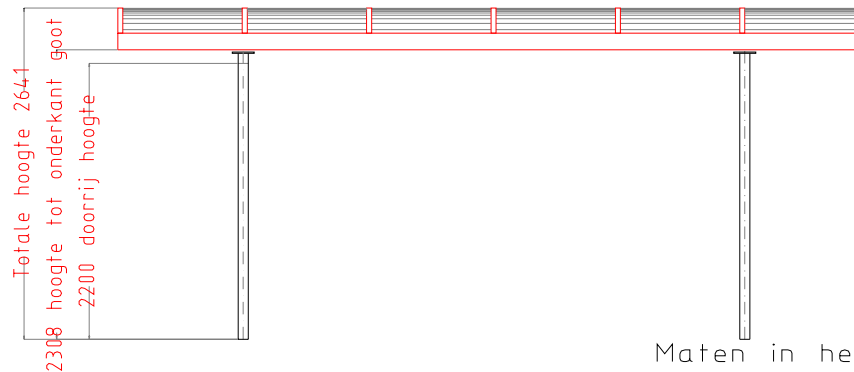 Totale hoogte 2641
2308 hoogte tot onderkant goot
2200 doorrij hoogte
Maten in he